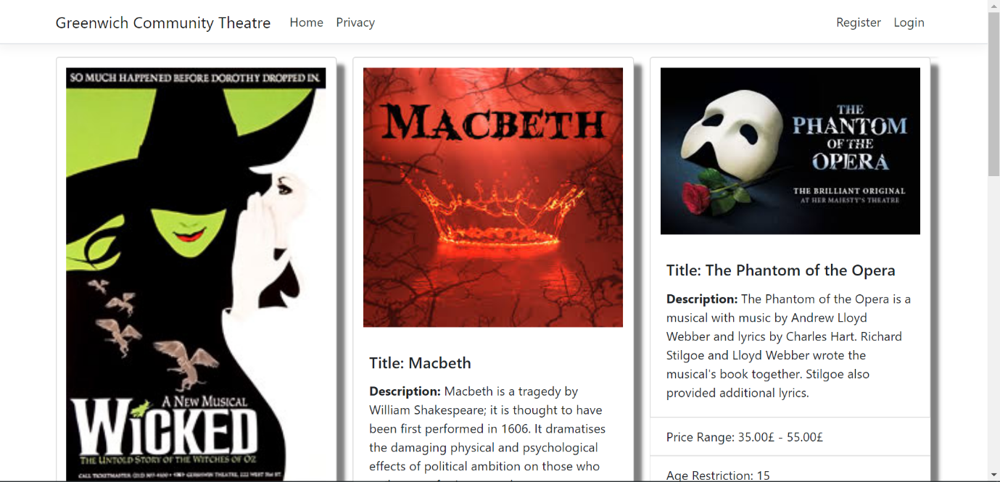 Greenwich Community Theatre Home Privacy Register Login
SO MUCH HAPPENED BEFORE DOROTHY DROPPED IN.
A NEW MUSICAL
WICKED
THE UNTOLD STORY OF THE WITCHES OF OZ
MACBETH
Title: Macbeth
Description: Macbeth is a tragedy by
William Shakespeare; it is thought to have
been first performed in 1606. It dramatises
the damaging physical and psychological
effects of political ambition on those who
THE
PHANTOM
OF THE
OPERA
THE BRILLIANT ORIGINAL
AT HER MAJESTY'S THEATRE
Title: The Phantom of the Opera
Description: The Phantom of the Opera is a
musical with music by Andrew Lloyd
Webber and lyrics by Charles Hart. Richard
Stilgoe and Lloyd Webber wrote the
musical's book together. Stilgoe also
provided additional lyrics.
Price Range: 35.00£ - 55.00£
Age Restriction: 15